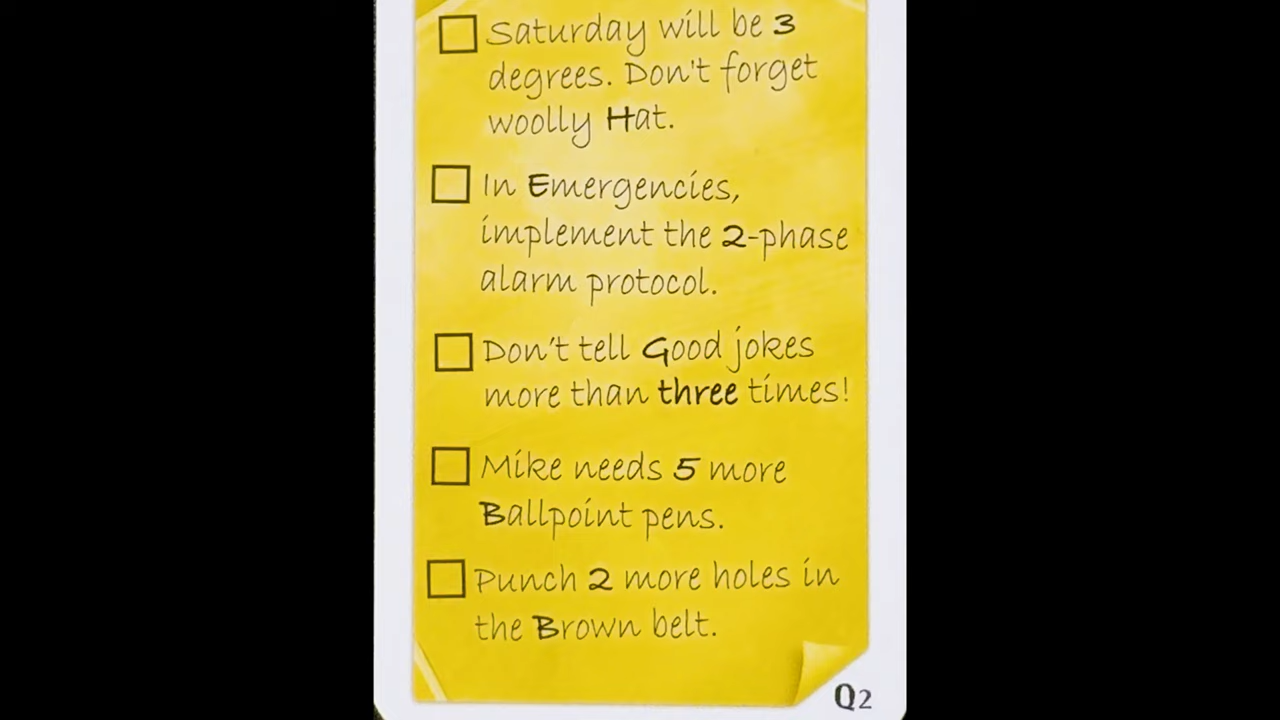 Saturday will be 3
degrees. Don't forget
woolly Hat.
In Emergencies,
implement the 2-phase
alarm protocol.
Don't tell Good jokes
more than three times!
Mike needs 5 more
Ballpoint pens.
Punch 2 more holes in
the Brown belt.
Q2